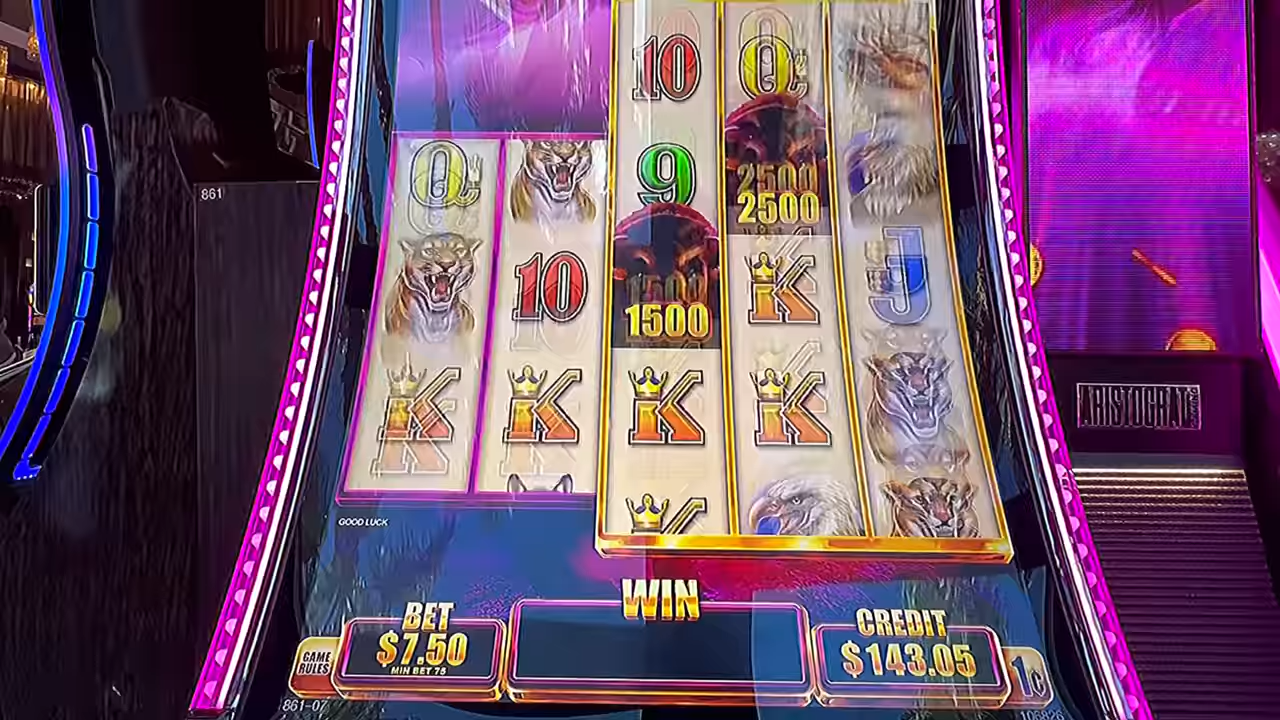 10 Q
861
Q
9
2500
2500
10
K
J
1500
K K K K
K
GOOD LUCK
ARISTOCRAT
WIN
BET
$7.50
MIN BET 75
CREDIT
$143.05
GAME
RULES
1¢
861-07
106826